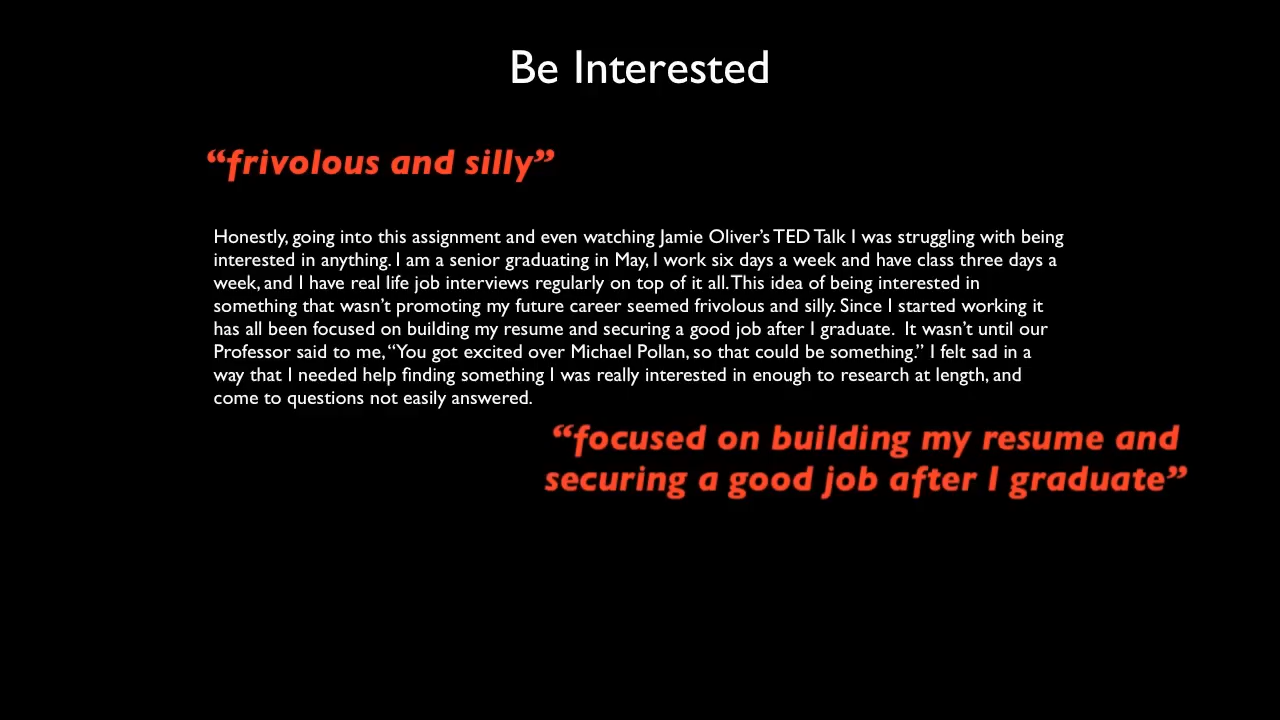 Be Interested
“frivolous and silly”
Honestly, going into this assignment and even watching Jamie Oliver’s TED Talk I was struggling with being
interested in anything. I am a senior graduating in May, I work six days a week and have class three days a
week, and I have real life job interviews regularly on top of it all. This idea of being interested in
something that wasn’t promoting my future career seemed frivolous and silly. Since I started working it
has all been focused on building my resume and securing a good job after I graduate.  It wasn’t until our
Professor said to me, “You got excited over Michael Pollan, so that could be something.” I felt sad in a
way that I needed help finding something I was really interested in enough to research at length, and
come to questions not easily answered.
“focused on building my resume and
securing a good job after I graduate”